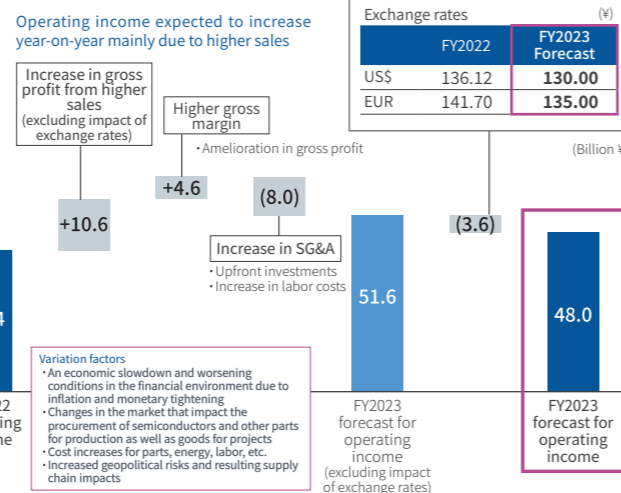 Operating income expected to increase
year-on-year mainly due to higher sales
Exchange rates (¥)
FY2022 FY2023 Forecast
US$ 136.12 130.00
EUR 141.70 135.00
(Billion ¥
Increase in gross
profit from higher
sales
(excluding impact of
exchange rates)
Higher gross
margin
・Amelioration in gross profit
+10.6
+4.6
(8.0)
Increase in SG&A
・Upfront investments
・Increase in labor costs
51.6
(3.6)
48.0
4
Variation factors
・An economic slowdown and worsening
conditions in the financial environment due to
inflation and monetary tightening
・Changes in the market that impact the
procurement of semiconductors and other parts
for production as well as goods for projects
・Cost increases for parts, energy, labor, etc.
・Increased geopolitical risks and resulting supply
chain impacts
22
ing
me
FY2023
forecast for
operating
income
(excluding impact
of exchange rates)
FY2023
forecast for
operating
income